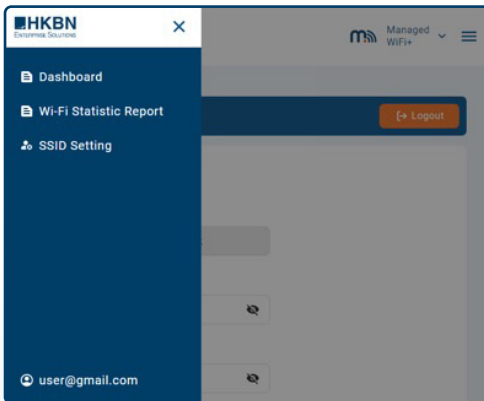 HKBN
ENTERPRISE SOLUTIONS
Managed
WiFi+
Dashboard
Logout
Wi-Fi Statistic Report
SSID Setting
user@gmail.com